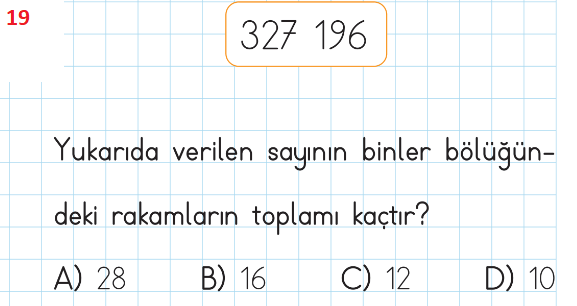 19
327 196
Yukarıda verilen sayının binler bölüğün-
deki rakamların toplamı kaçtır?
A) 28 B) 16 C) 12 D) 10